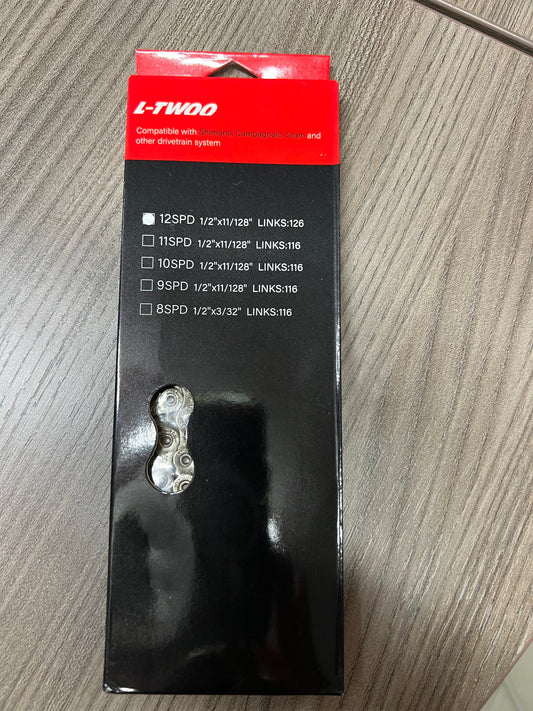 L-TWOO
Compatible with Shimano, Campagnolo, Sram and
other drivetrain system
12SPD 1/2"x11/128" LINKS:126
11SPD 1/2"x11/128" LINKS:116
10SPD 1/2"x11/128" LINKS:116
9SPD 1/2"x11/128" LINKS:116
8SPD 1/2"x3/32" LINKS:116